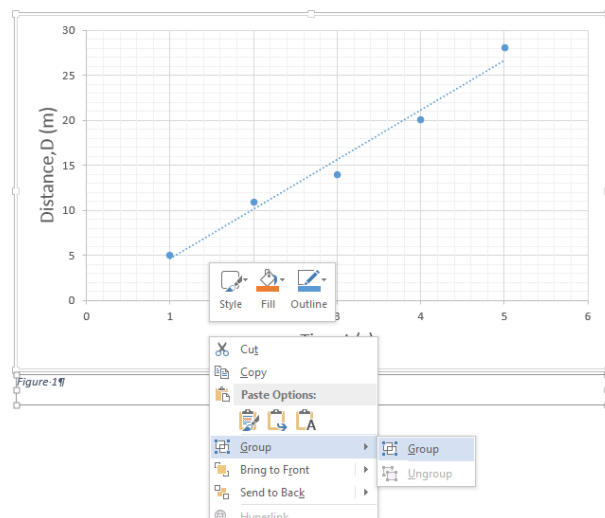 30
25
20
15
10
5
0
Distance,D (m)
0 1 3 4 5 6
Style Fill Outline
Figure·1¶
Cut
Copy
Paste Options:
Group
Group
Bring to Front
Ungroup
Send to Back
Hyperlink